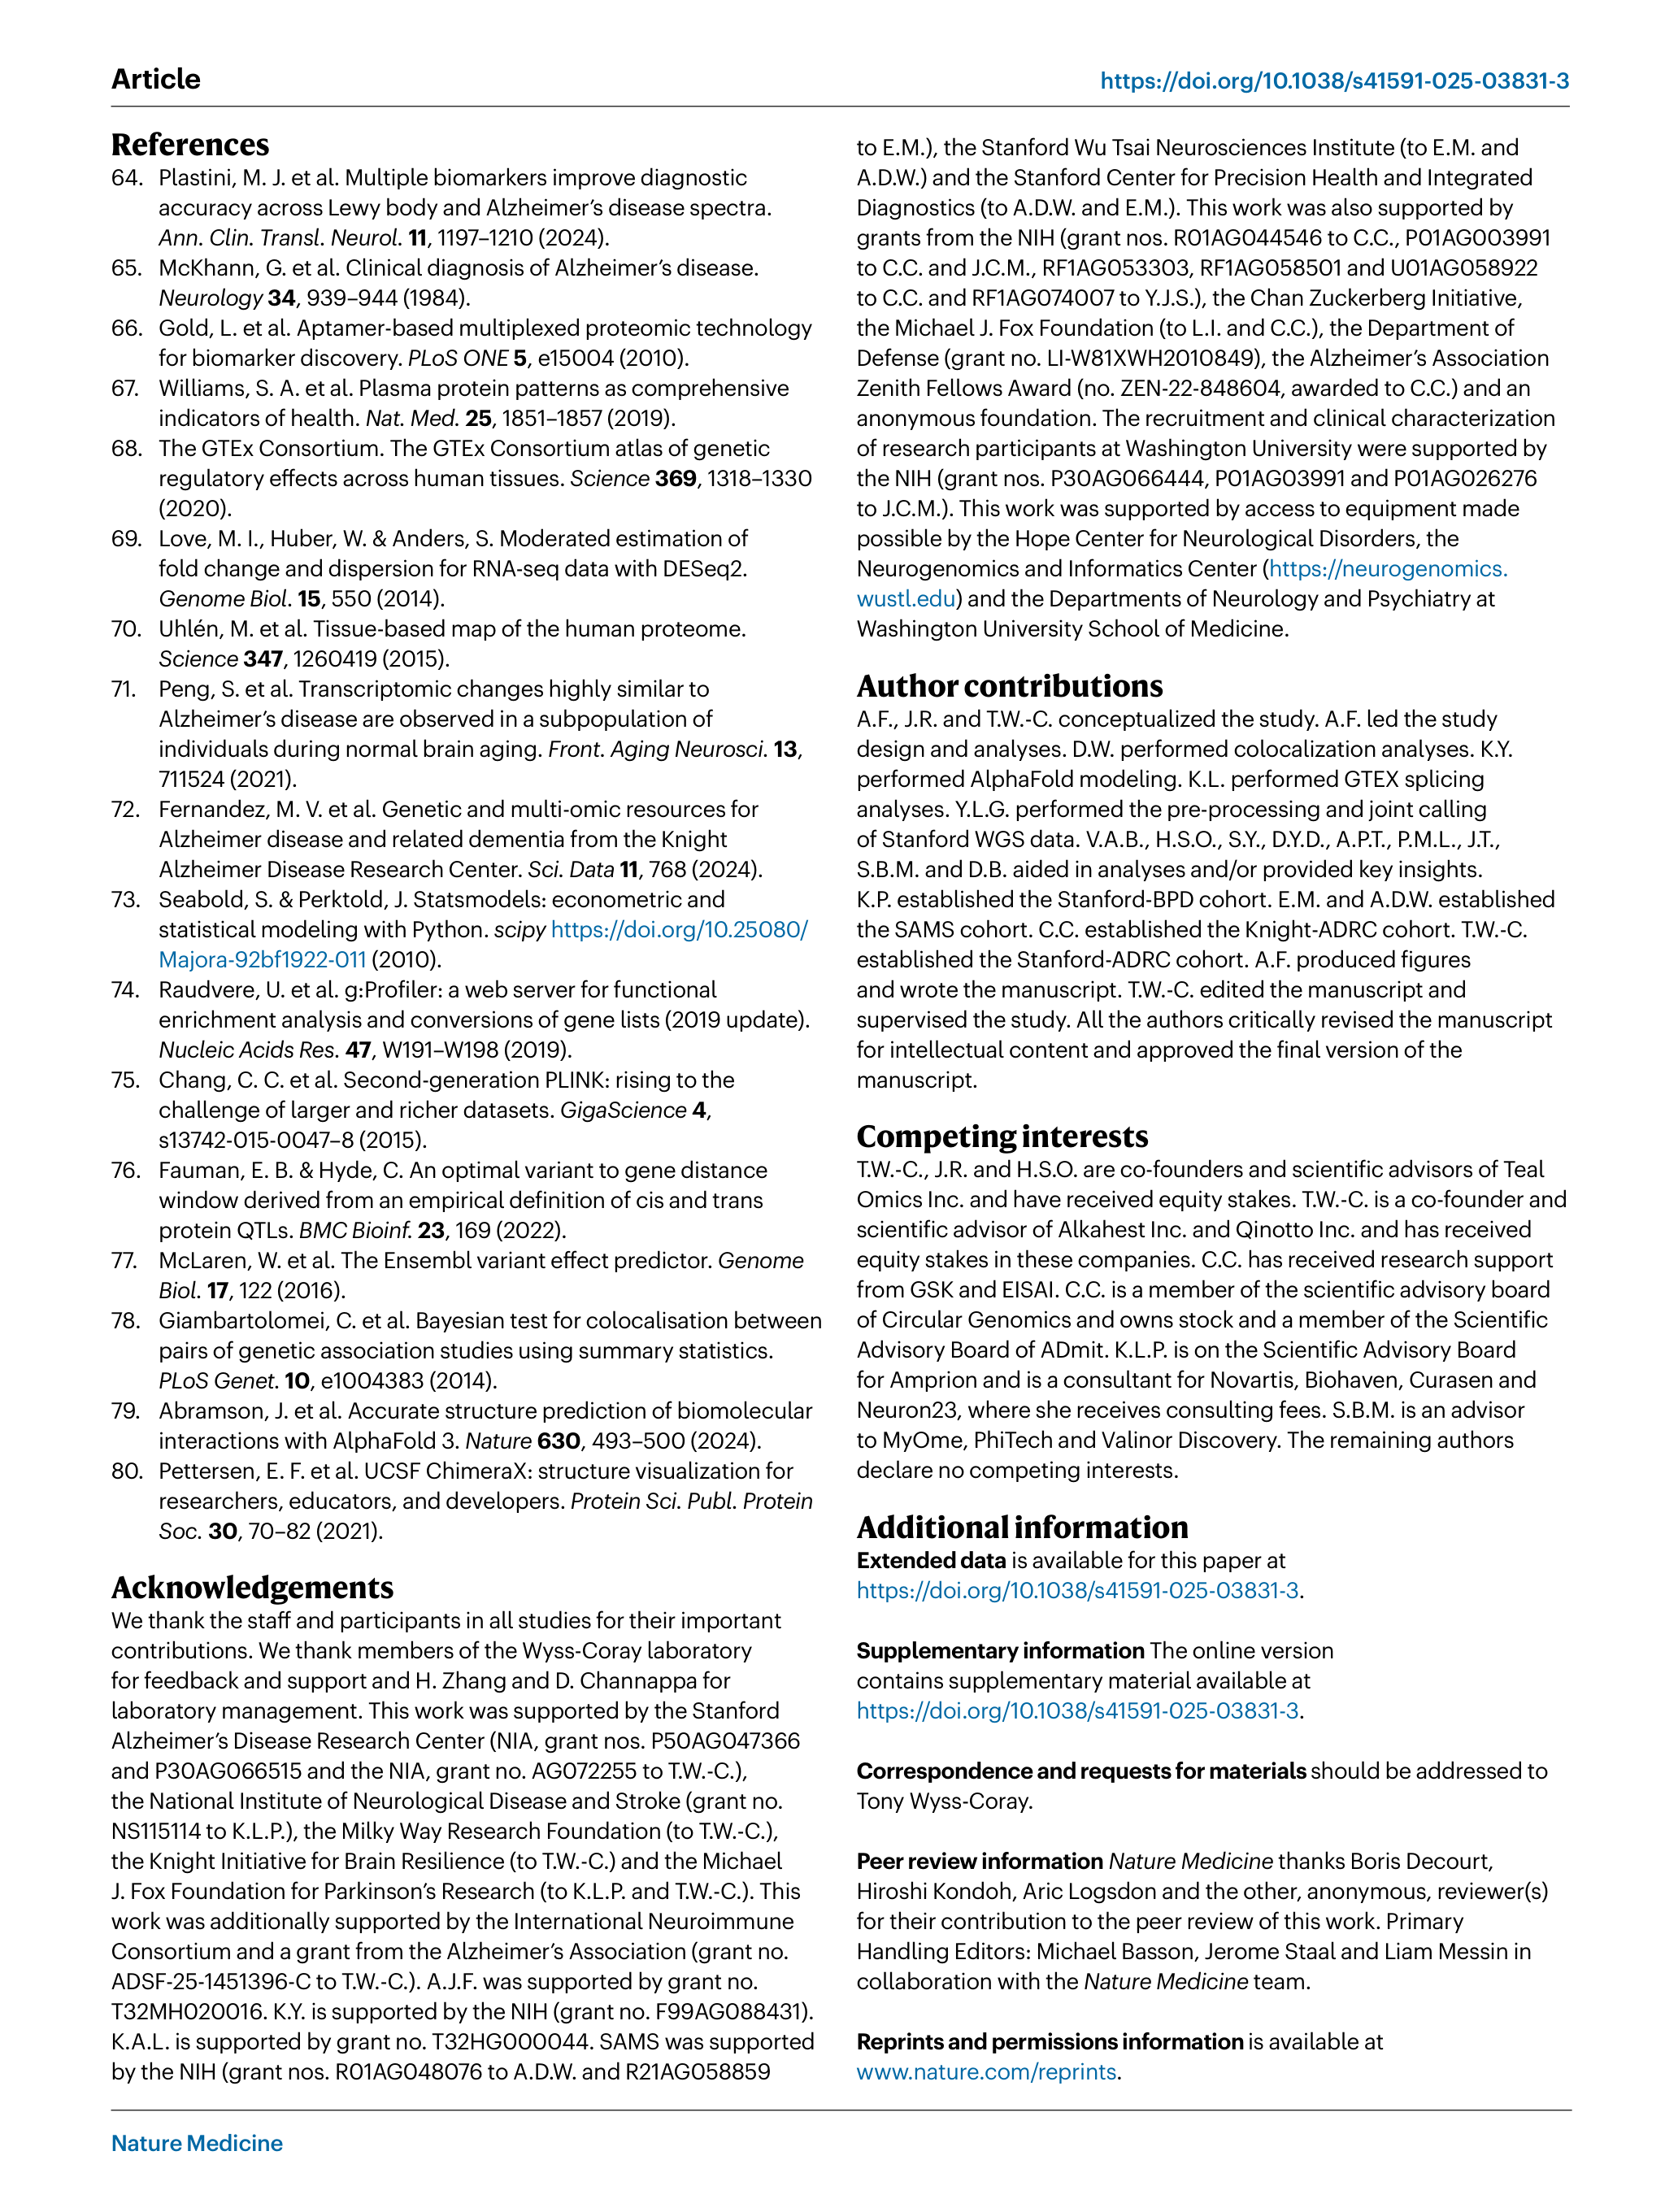 Article
https://doi.org/10.1038/s41591-025-03831-3
References
64. Plastini, M. J. et al. Multiple biomarkers improve diagnostic
accuracy across Lewy body and Alzheimer’s disease spectra.
Ann. Clin. Transl. Neurol. 11, 1197–1210 (2024).
65. McKhann, G. et al. Clinical diagnosis of Alzheimer’s disease.
Neurology 34, 939–944 (1984).
66. Gold, L. et al. Aptamer-based multiplexed proteomic technology
for biomarker discovery. PLoS ONE 5, e15004 (2010).
67. Williams, S. A. et al. Plasma protein patterns as comprehensive
indicators of health. Nat. Med. 25, 1851–1857 (2019).
68. The GTEx Consortium. The GTEx Consortium atlas of genetic
regulatory effects across human tissues. Science 369, 1318–1330
(2020).
69. Love, M. I., Huber, W. & Anders, S. Moderated estimation of
fold change and dispersion for RNA-seq data with DESeq2.
Genome Biol. 15, 550 (2014).
70. Uhlén, M. et al. Tissue-based map of the human proteome.
Science 347, 1260419 (2015).
71. Peng, S. et al. Transcriptomic changes highly similar to
Alzheimer’s disease are observed in a subpopulation of
individuals during normal brain aging. Front. Aging Neurosci. 13,
711524 (2021).
72. Fernandez, M. V. et al. Genetic and multi-omic resources for
Alzheimer disease and related dementia from the Knight
Alzheimer Disease Research Center. Sci. Data 11, 768 (2024).
73. Seabold, S. & Perktold, J. Statsmodels: econometric and
statistical modeling with Python. scipy https://doi.org/10.25080/
Majora-92bf1922-011 (2010).
74. Raudvere, U. et al. g:Profiler: a web server for functional
enrichment analysis and conversions of gene lists (2019 update).
Nucleic Acids Res. 47, W191–W198 (2019).
75. Chang, C. C. et al. Second-generation PLINK: rising to the
challenge of larger and richer datasets. GigaScience 4,
s13742-015-0047–8 (2015).
76. Fauman, E. B. & Hyde, C. An optimal variant to gene distance
window derived from an empirical definition of cis and trans
protein QTLs. BMC Bioinf. 23, 169 (2022).
77. McLaren, W. et al. The Ensembl variant effect predictor. Genome
Biol. 17, 122 (2016).
78. Giambartolomei, C. et al. Bayesian test for colocalisation between
pairs of genetic association studies using summary statistics.
PLoS Genet. 10, e1004383 (2014).
79. Abramson, J. et al. Accurate structure prediction of biomolecular
interactions with AlphaFold 3. Nature 630, 493–500 (2024).
80. Pettersen, E. F. et al. UCSF ChimeraX: structure visualization for
researchers, educators, and developers. Protein Sci. Publ. Protein
Soc. 30, 70–82 (2021).
Acknowledgements
We thank the staff and participants in all studies for their important
contributions. We thank members of the Wyss-Coray laboratory
for feedback and support and H. Zhang and D. Channappa for
laboratory management. This work was supported by the Stanford
Alzheimer’s Disease Research Center (NIA, grant nos. P50AG047366
and P30AG066515 and the NIA, grant no. AG072255 to T.W.-C.),
the National Institute of Neurological Disease and Stroke (grant no.
NS115114 to K.L.P.), the Milky Way Research Foundation (to T.W.-C.),
the Knight Initiative for Brain Resilience (to T.W.-C.) and the Michael
J. Fox Foundation for Parkinson’s Research (to K.L.P. and T.W.-C.). This
work was additionally supported by the International Neuroimmune
Consortium and a grant from the Alzheimer’s Association (grant no.
ADSF-25-1451396-C to T.W.-C.). A.J.F. was supported by grant no.
T32MH020016. K.Y. is supported by the NIH (grant no. F99AG088431).
K.A.L. is supported by grant no. T32HG000044. SAMS was supported
by the NIH (grant nos. R01AG048076 to A.D.W. and R21AG058859
to E.M.), the Stanford Wu Tsai Neurosciences Institute (to E.M. and
A.D.W.) and the Stanford Center for Precision Health and Integrated
Diagnostics (to A.D.W. and E.M.). This work was also supported by
grants from the NIH (grant nos. R01AG044546 to C.C., P01AG003991
to C.C. and J.C.M., RF1AG053303, RF1AG058501 and U01AG058922
to C.C. and RF1AG074007 to Y.J.S.), the Chan Zuckerberg Initiative,
the Michael J. Fox Foundation (to L.I. and C.C.), the Department of
Defense (grant no. LI-W81XWH2010849), the Alzheimer’s Association
Zenith Fellows Award (no. ZEN-22-848604, awarded to C.C.) and an
anonymous foundation. The recruitment and clinical characterization
of research participants at Washington University were supported by
the NIH (grant nos. P30AG066444, P01AG03991 and P01AG026276
to J.C.M.). This work was supported by access to equipment made
possible by the Hope Center for Neurological Disorders, the
Neurogenomics and Informatics Center (https://neurogenomics.
wustl.edu) and the Departments of Neurology and Psychiatry at
Washington University School of Medicine.
Author contributions
A.F., J.R. and T.W.-C. conceptualized the study. A.F. led the study
design and analyses. D.W. performed colocalization analyses. K.Y.
performed AlphaFold modeling. K.L. performed GTEX splicing
analyses. Y.L.G. performed the pre-processing and joint calling
of Stanford WGS data. V.A.B., H.S.O., S.Y., D.Y.D., A.P.T., P.M.L., J.T.,
S.B.M. and D.B. aided in analyses and/or provided key insights.
K.P. established the Stanford-BPD cohort. E.M. and A.D.W. established
the SAMS cohort. C.C. established the Knight-ADRC cohort. T.W.-C.
established the Stanford-ADRC cohort. A.F. produced figures
and wrote the manuscript. T.W.-C. edited the manuscript and
supervised the study. All the authors critically revised the manuscript
for intellectual content and approved the final version of the
manuscript.
Competing interests
T.W.-C., J.R. and H.S.O. are co-founders and scientific advisors of Teal
Omics Inc. and have received equity stakes. T.W.-C. is a co-founder and
scientific advisor of Alkahest Inc. and Qinotto Inc. and has received
equity stakes in these companies. C.C. has received research support
from GSK and EISAI. C.C. is a member of the scientific advisory board
of Circular Genomics and owns stock and a member of the Scientific
Advisory Board of ADmit. K.L.P. is on the Scientific Advisory Board
for Amprion and is a consultant for Novartis, Biohaven, Curasen and
Neuron23, where she receives consulting fees. S.B.M. is an advisor
to MyOme, PhiTech and Valinor Discovery. The remaining authors
declare no competing interests.
Additional information
Extended data is available for this paper at
https://doi.org/10.1038/s41591-025-03831-3.
Supplementary information The online version
contains supplementary material available at
https://doi.org/10.1038/s41591-025-03831-3.
Correspondence and requests for materials should be addressed to
Tony Wyss-Coray.
Peer review information Nature Medicine thanks Boris Decourt,
Hiroshi Kondoh, Aric Logsdon and the other, anonymous, reviewer(s)
for their contribution to the peer review of this work. Primary
Handling Editors: Michael Basson, Jerome Staal and Liam Messin in
collaboration with the Nature Medicine team.
Reprints and permissions information is available at
www.nature.com/reprints.
Nature Medicine